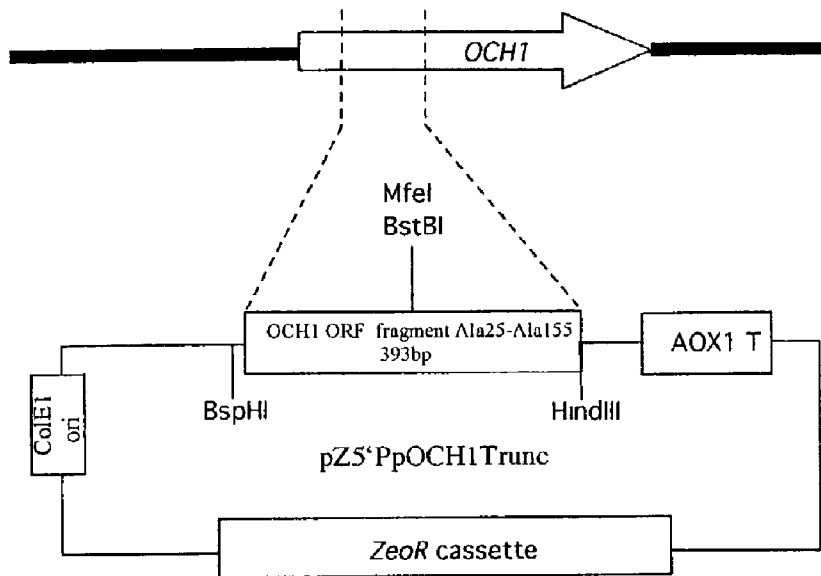 OCH1
MfeI
BstBI
OCH1 ORF fragment Ala25-Ala155
393bp
AOX1 T
ColE1
ori
BspHI
HindIII
pZ5‘PpOCH1Trunc
ZeoR cassette